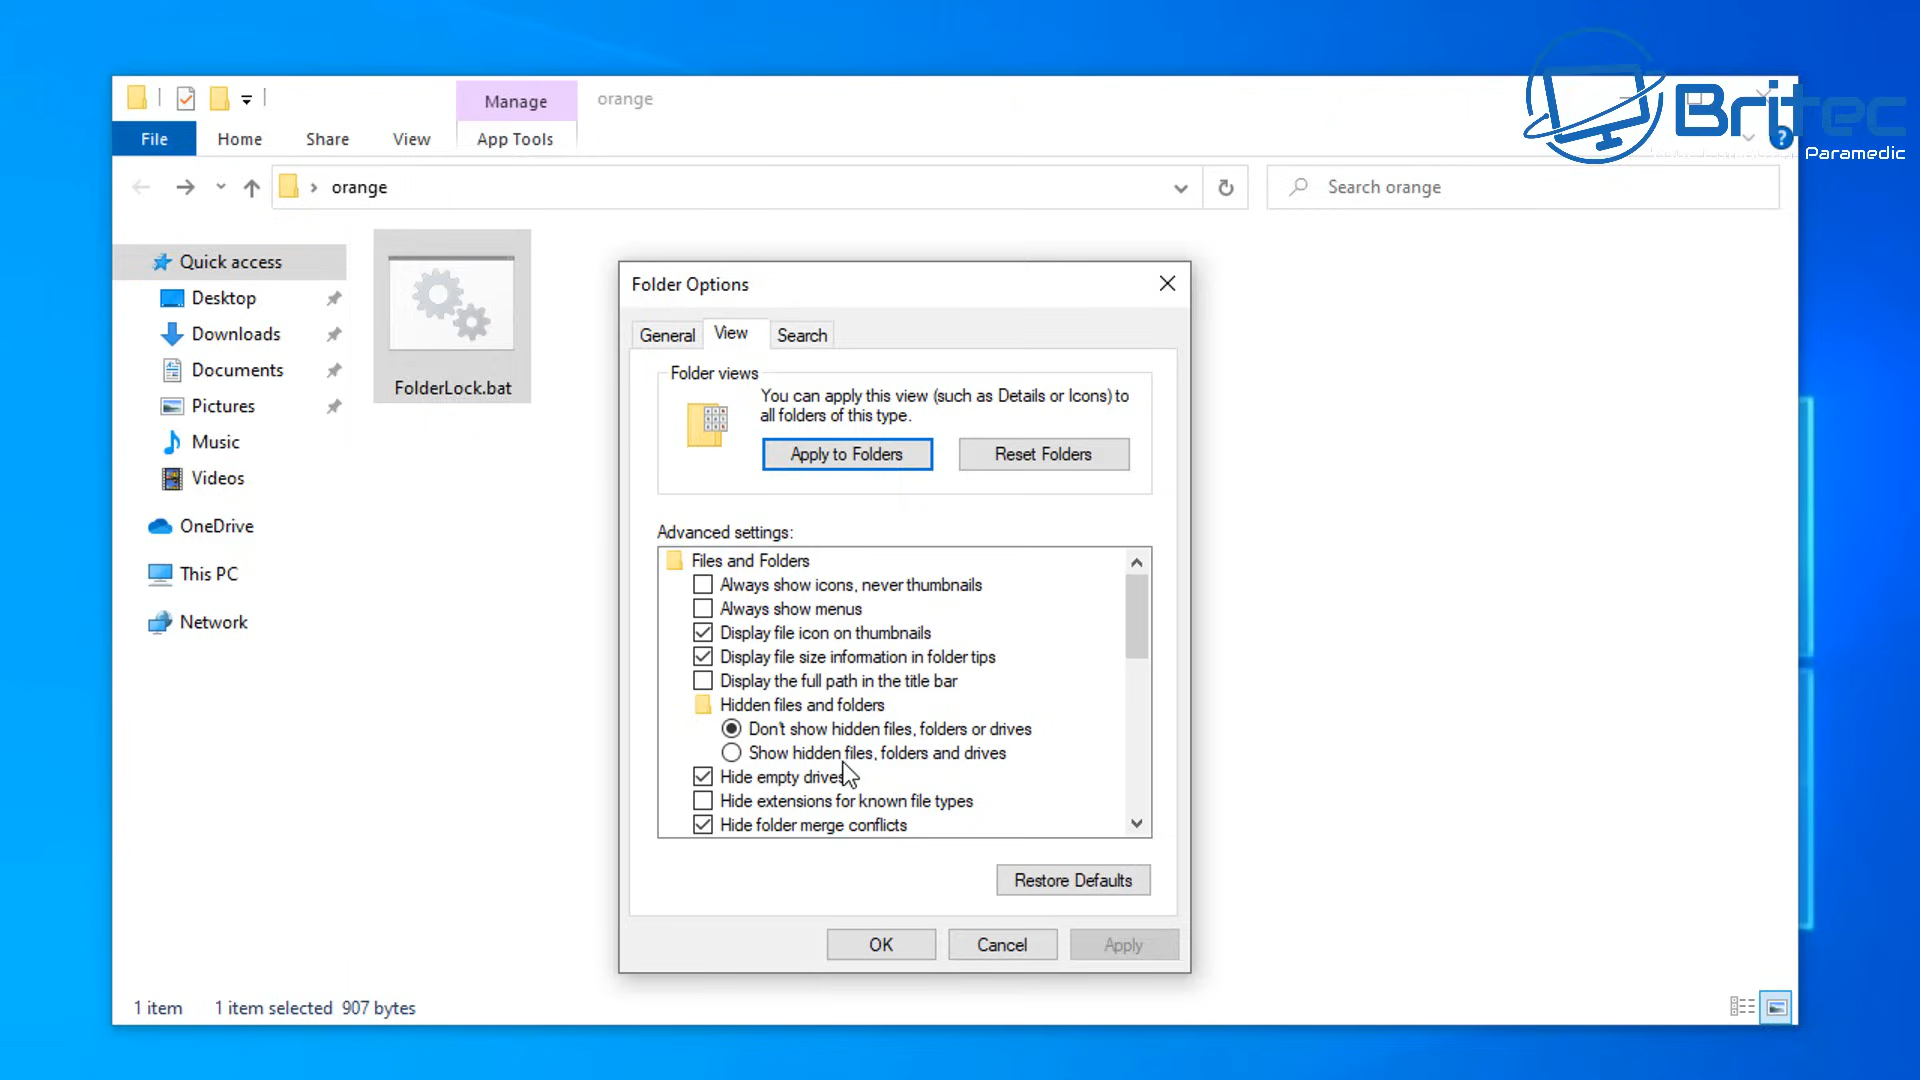 Manage
orange
File
Home
Share
View
App Tools
Britec
Paramedic
?
orange
Search orange
Quick access
Desktop
Downloads
Documents
Pictures
Music
Videos
OneDrive
This PC
Network
FolderLock.bat
Folder Options
General
View
Search
Folder views
You can apply this view (such as Details or Icons) to
all folders of this type.
Apply to Folders
Reset Folders
Advanced settings:
Files and Folders
Always show icons, never thumbnails
Always show menus
Display file icon on thumbnails
Display file size information in folder tips
Display the full path in the title bar
Hidden files and folders
Don't show hidden files, folders or drives
Show hidden files, folders and drives
Hide empty drives
Hide extensions for known file types
Hide folder merge conflicts
Restore Defaults
OK
Cancel
Apply
1 item
1 item selected 907 bytes